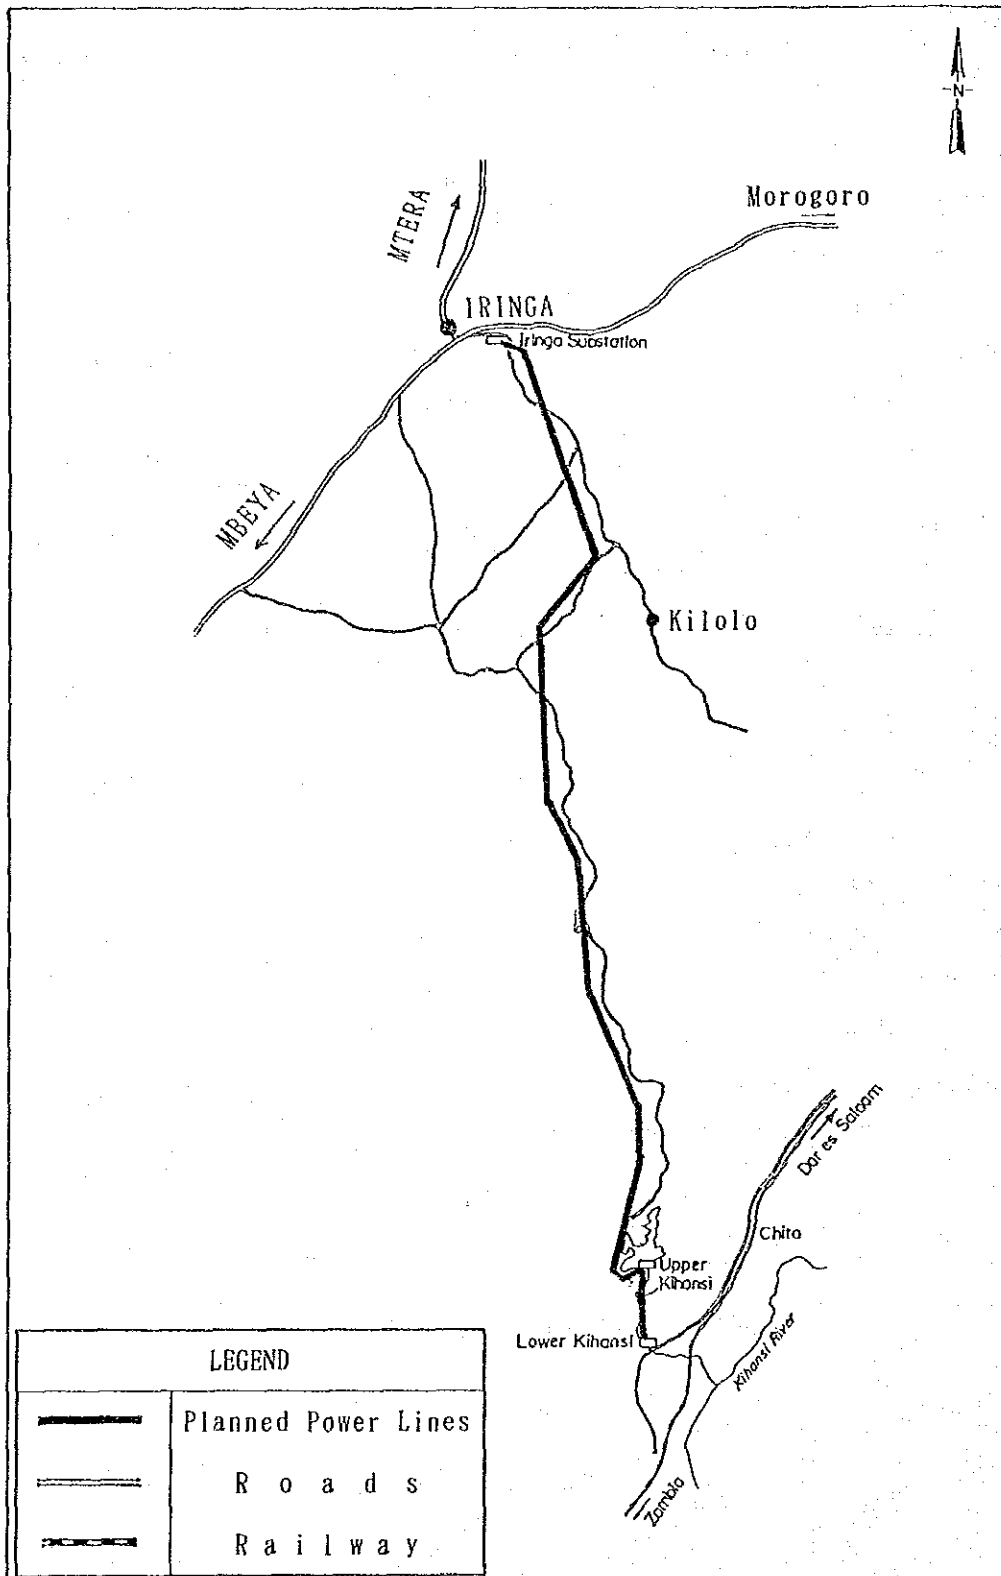 N
Morogoro
MTERA
IRINGA
Iringa Substation
MBEYA
Kilolo
Dar es Salaam
Chita
Upper
Kihansi
Lower Kihansi
Kihansi River
Zambia
LEGEND
Planned Power Lines
Roads
Railway